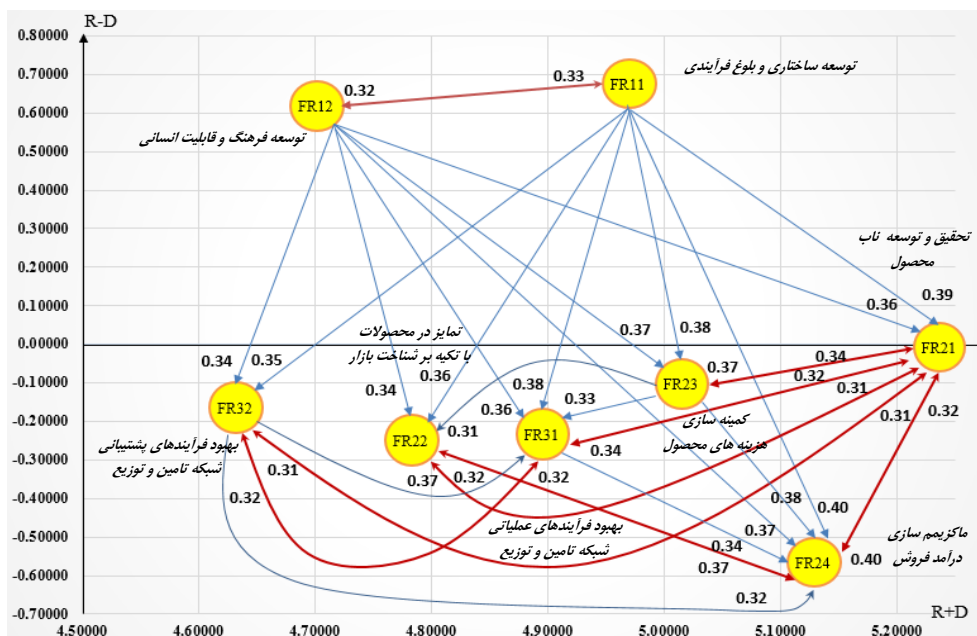 R-D
0.80000
0.70000
0.60000
0.50000
0.40000
0.30000
0.20000
0.10000
0.00000
-0.10000
-0.20000
-0.30000
-0.40000
-0.50000
-0.60000
-0.70000
4.50000 4.60000 4.70000 4.80000 4.90000 5.00000 5.10000 5.20000
R+D
FR12
0.32
0.33
FR11
توسعه ساختاری و بلوغ فرآیندی
توسعه فرهنگ و قابلیت انسانی
تحقیق و توسعه ناب
محصول
0.36
0.39
FR21
0.37
0.38
تمایز در محصولات
با تکیه بر شناخت بازار
0.34
0.35
0.34
0.36
0.38
0.37
0.34
0.32
0.31
FR23
0.33
0.36
0.31
0.31
0.32
FR32
FR22
FR31
کمینه سازی
هزینه های محصول
0.34
بهبود فرآیندهای پشتیبانی
شبکه تامین و توزیع
0.31
0.32
0.37
0.32
0.32
0.38
0.40
بهبود فرآیندهای عملیاتی
شبکه تامین و توزیع
0.37
0.34
0.37
ماکزیمم سازی
درآمد فروش
0.40
FR24
0.32